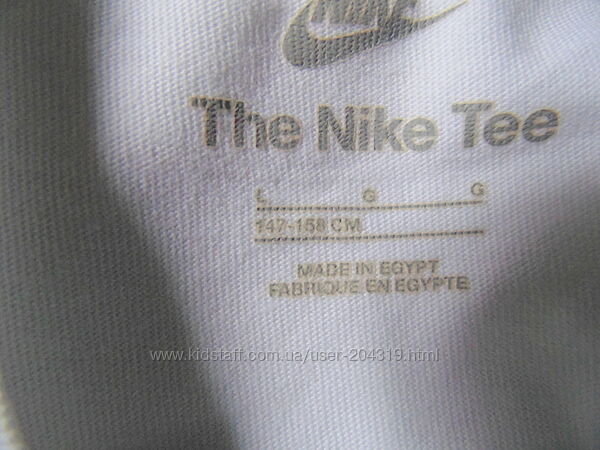 NIKE
The Nike Tee
L G G
147-158 CM
MADE IN EGYPT
FABRIQUE EN EGYPTE
www.kidstaff.com.ua/user-204319.html